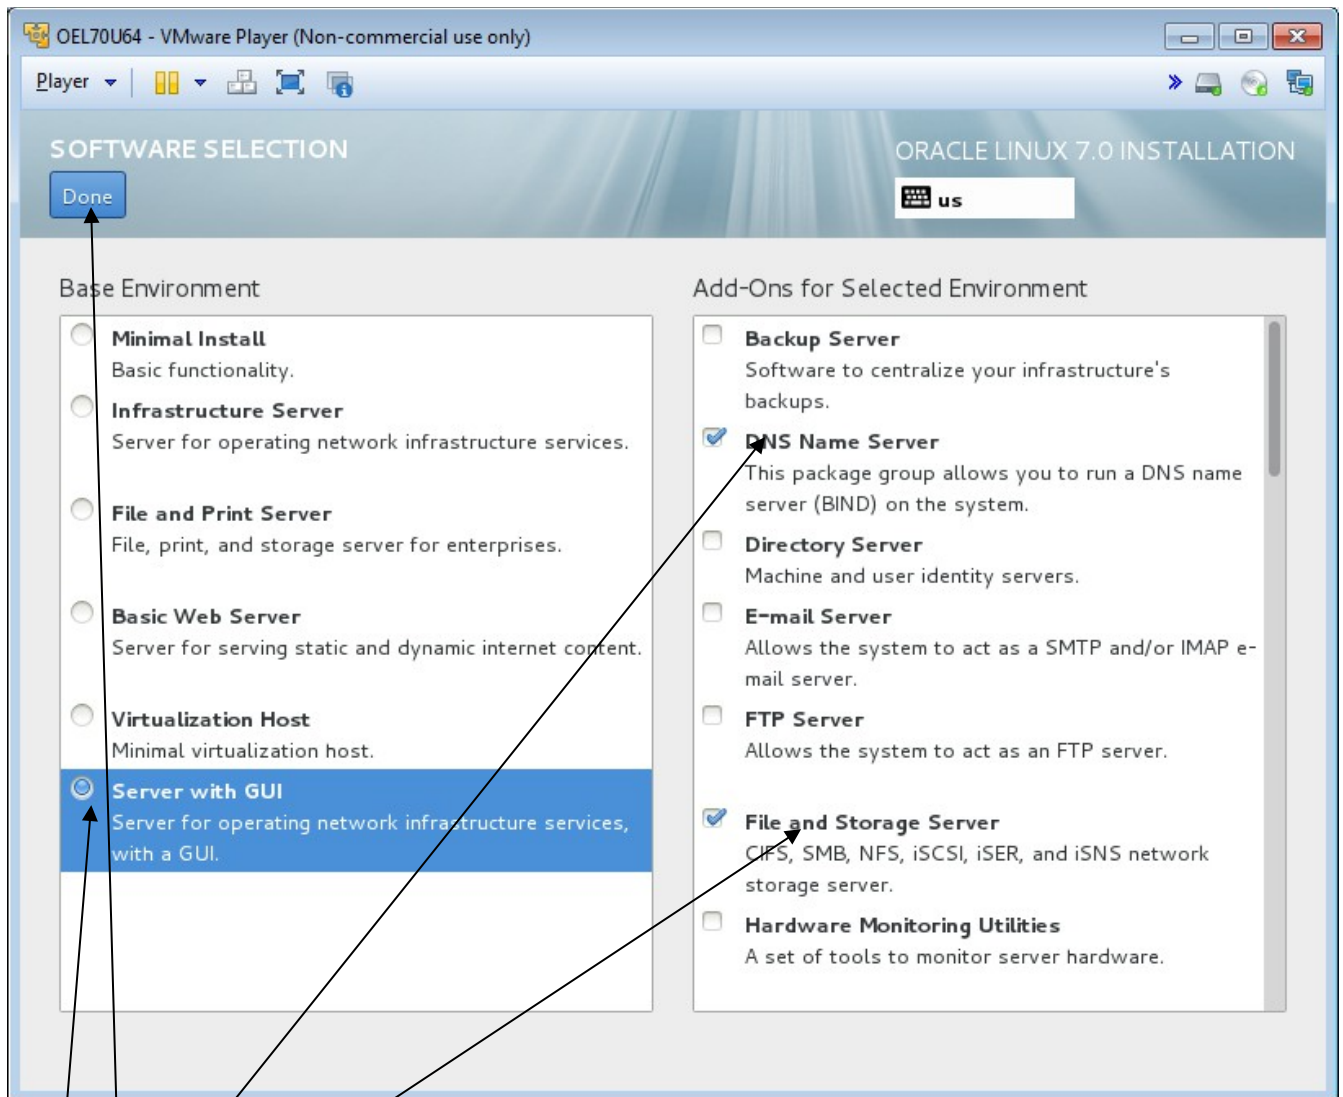 OEL70U64 - VMware Player (Non-commercial use only)
Player
SOFTWARE SELECTION
ORACLE LINUX 7.0 INSTALLATION
Done
us
Base Environment
Minimal Install
Basic functionality.
Infrastructure Server
Server for operating network infrastructure services.
File and Print Server
File, print, and storage server for enterprises.
Basic Web Server
Server for serving static and dynamic internet content.
Virtualization Host
Minimal virtualization host.
Server with GUI
Server for operating network infrastructure services,
with a GUI.
Add-Ons for Selected Environment
Backup Server
Software to centralize your infrastructure's
backups.
DNS Name Server
This package group allows you to run a DNS name
server (BIND) on the system.
Directory Server
Machine and user identity servers.
E-mail Server
Allows the system to act as a SMTP and/or IMAP e-
mail server.
FTP Server
Allows the system to act as an FTP server.
File and Storage Server
CIFS, SMB, NFS, iSCSI, iSER, and iSNS network
storage server.
Hardware Monitoring Utilities
A set of tools to monitor server hardware.